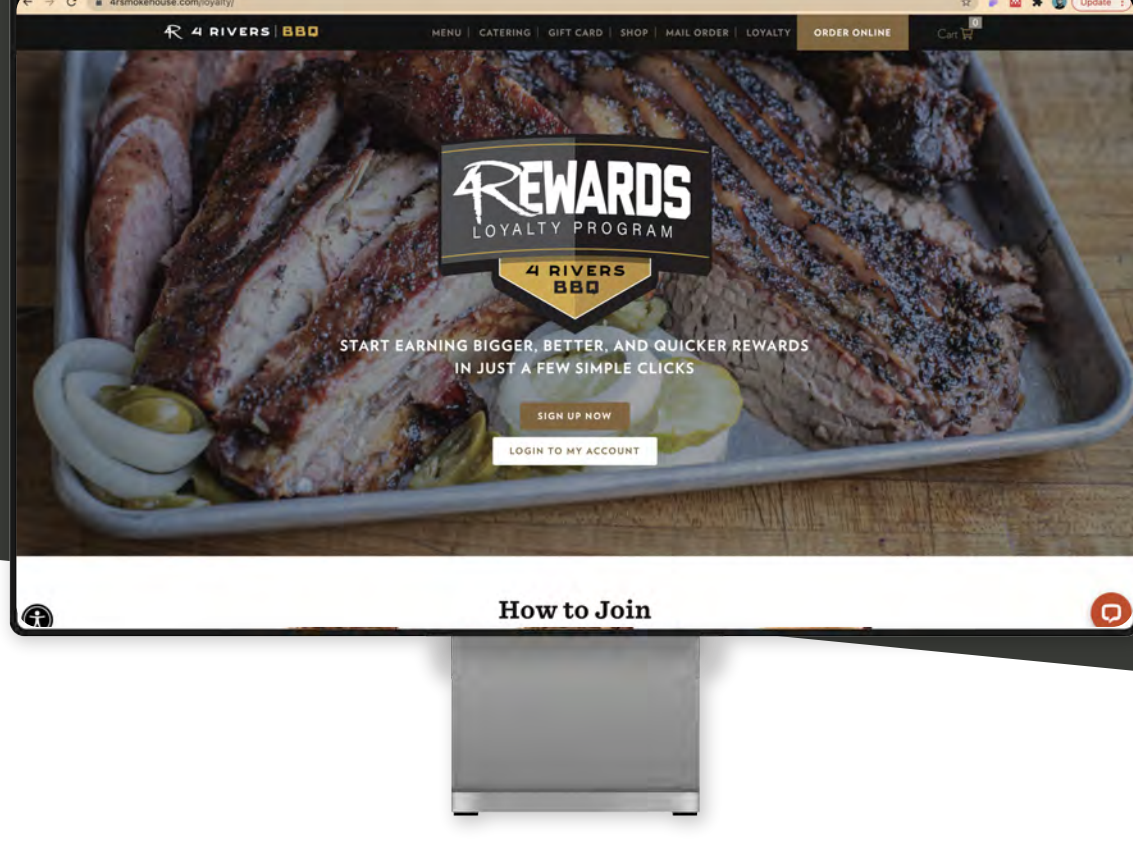 4rsmokehouse.com/loyalty/
Update
4R 4 RIVERS | BBQ
MENU | CATERING | GIFT CARD | SHOP | MAIL ORDER | LOYALTY
ORDER ONLINE
Cart 0
4REWARDS
LOYALTY PROGRAM
4 RIVERS
BBQ
START EARNING BIGGER, BETTER, AND QUICKER REWARDS
IN JUST A FEW SIMPLE CLICKS
SIGN UP NOW
LOGIN TO MY ACCOUNT
How to Join